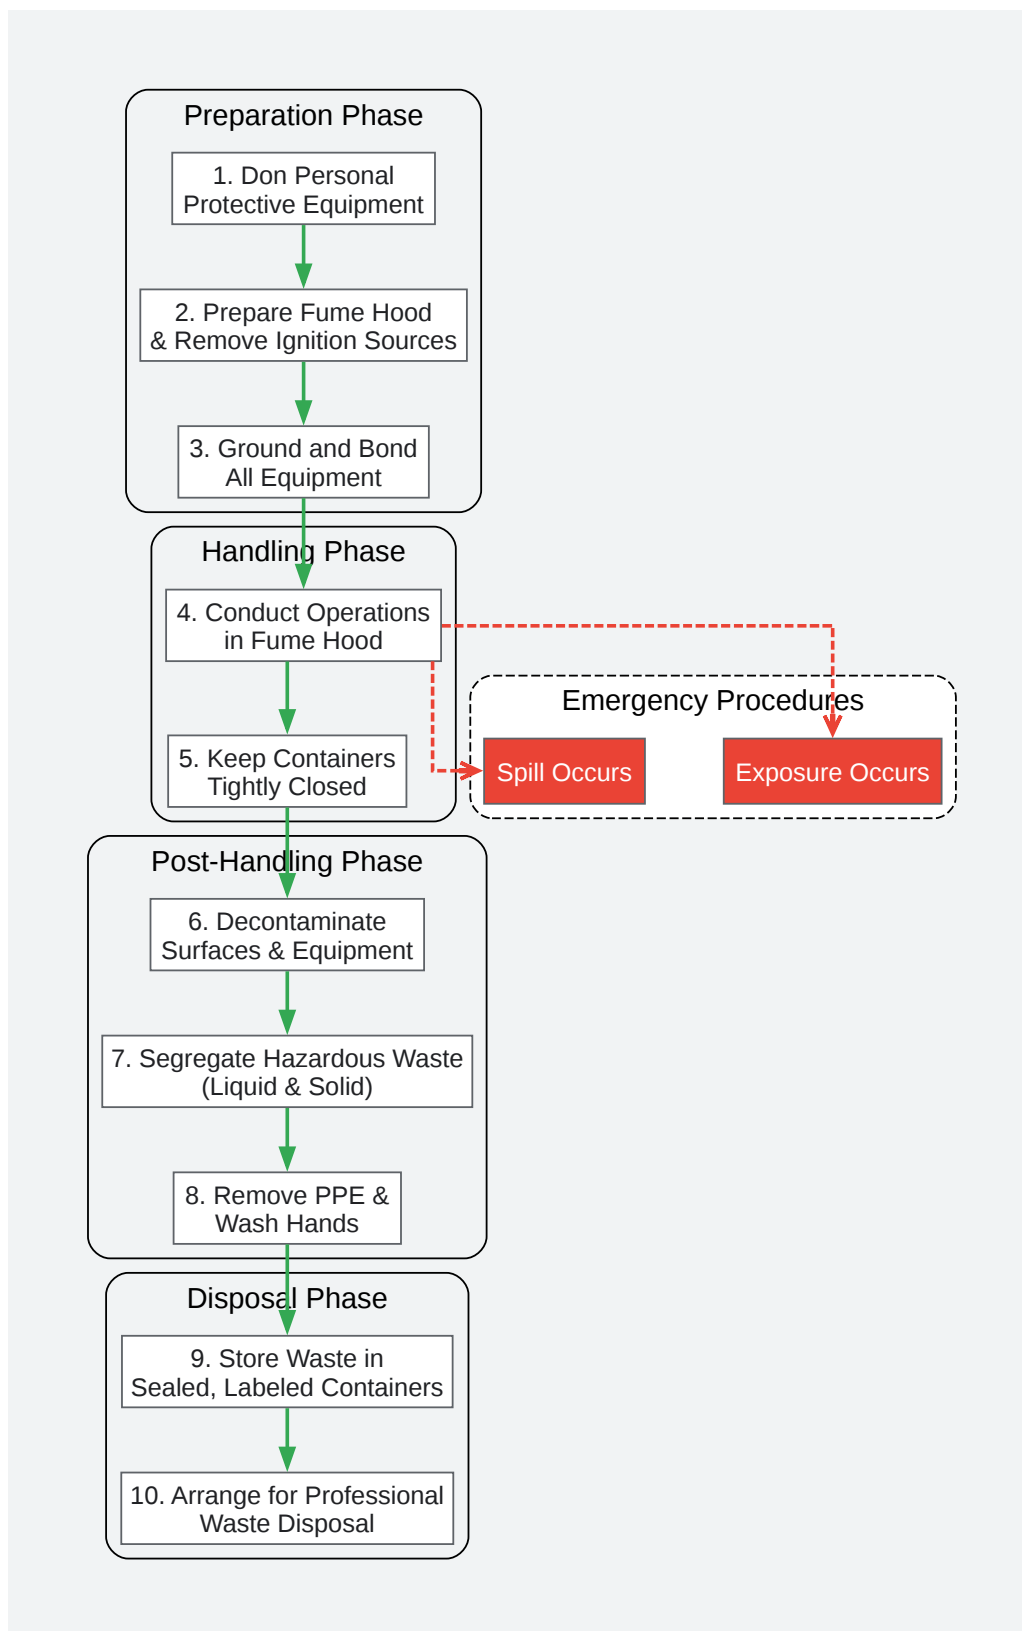 Preparation Phase
1. Don Personal
Protective Equipment
2. Prepare Fume Hood
& Remove Ignition Sources
3. Ground and Bond
All Equipment
Handling Phase
4. Conduct Operations
in Fume Hood
5. Keep Containers
Tightly Closed
Emergency Procedures
Spill Occurs
Exposure Occurs
Post-Handling Phase
6. Decontaminate
Surfaces & Equipment
7. Segregate Hazardous Waste
(Liquid & Solid)
8. Remove PPE &
Wash Hands
Disposal Phase
9. Store Waste in
Sealed, Labeled Containers
10. Arrange for Professional
Waste Disposal